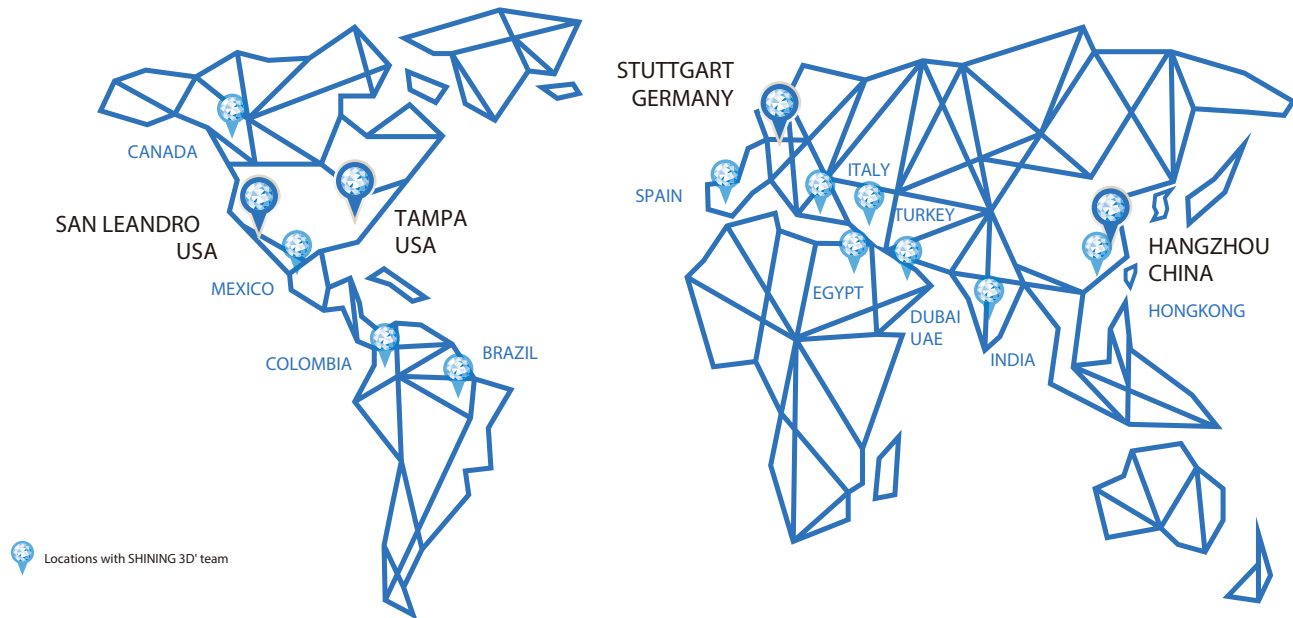 STUTTGART
GERMANY
CANADA
ITALY
SPAIN
SAN LEANDRO
USA
TAMPA
USA
TURKEY
HANGZHOU
CHINA
MEXICO
EGYPT
DUBAI
UAE
HONGKONG
COLOMBIA
BRAZIL
INDIA
Locations with SHINING 3D' team